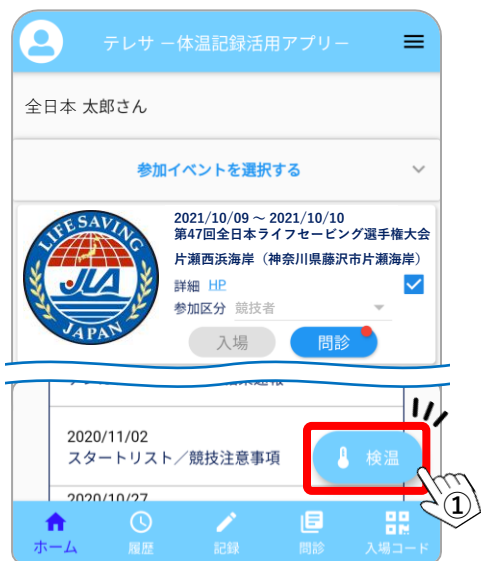 テレサ －体温記録活用アプリ－
全日本 太郎さん
参加イベントを選択する
LIFE SAVING
JLA
JAPAN
2021/10/09 ～ 2021/10/10
第47回全日本ライフセービング選手権大会
片瀬西浜海岸（神奈川県藤沢市片瀬海岸）
詳細 HP
参加区分 競技者
入場 問診
2020/11/02
スタートリスト／競技注意事項
検温
①
2020/10/27
ホーム 履歴 記録 問診 入場コード